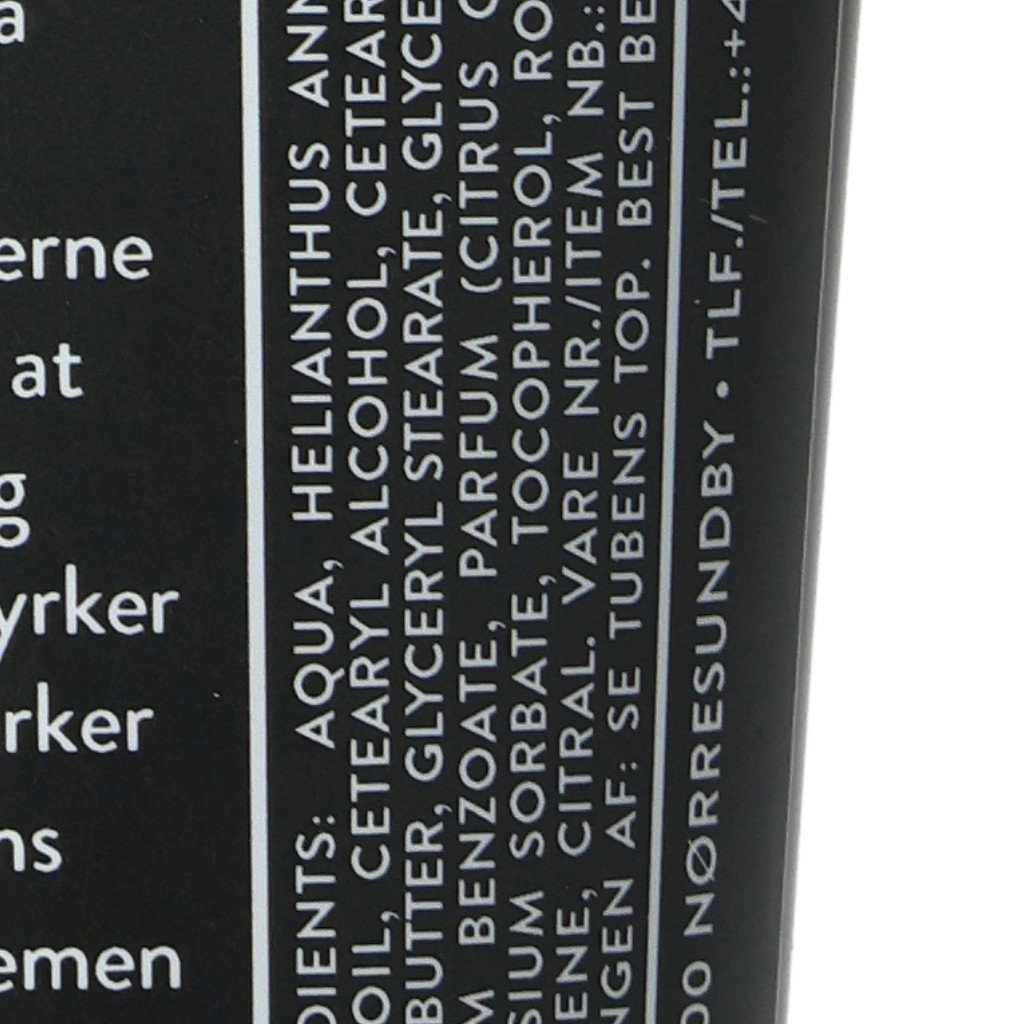 a
erne
at
g
yrker
rker
ns
emen
DIENTS: AQUA, HELIANTHUS ANN
OIL, CETEARYL ALCOHOL, CETEAR
BUTTER, GLYCERYL STEARATE, GLYCE
M BENZOATE, PARFUM (CITRUS
SIUM SORBATE, TOCOPHEROL, RO
ENE, CITRAL. VARE NR./ITEM NB.:
NGEN AF: SE TUBENS TOP. BEST BE
00 NØRRESUNDBY • TLF./TEL.:+4